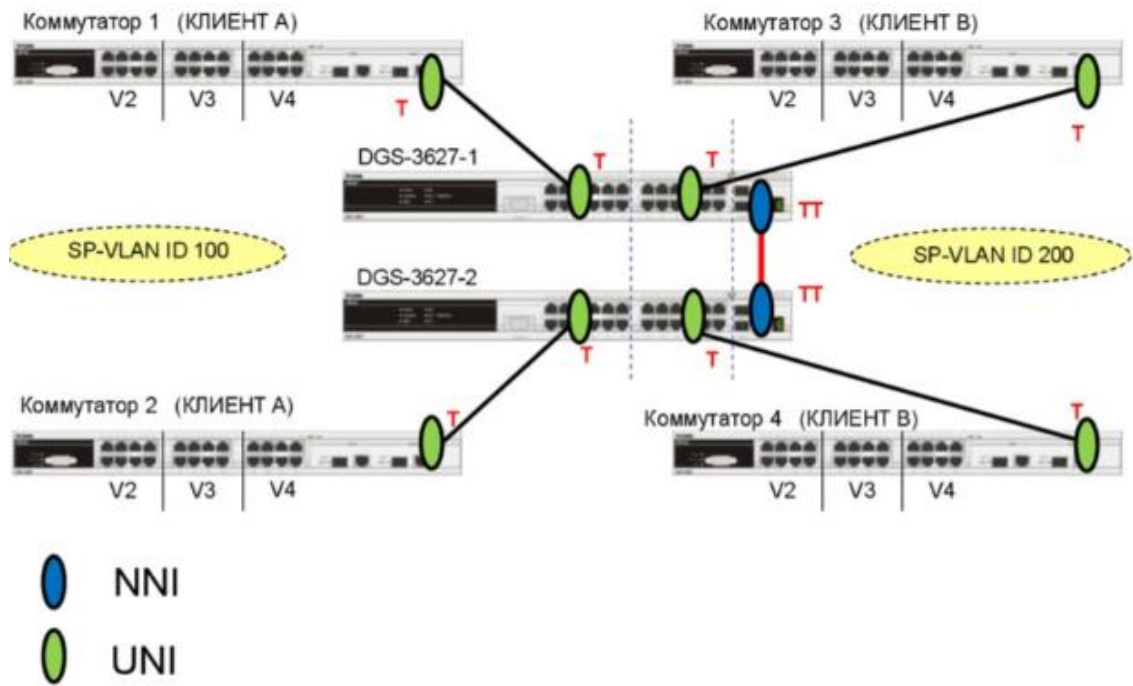 Коммутатор 1 (КЛИЕНТ А)
Коммутатор 3 (КЛИЕНТ В)
V2 V3 V4
V2 V3 V4
T
T
DGS-3627-1
T
T
TT
SP-VLAN ID 100
SP-VLAN ID 200
DGS-3627-2
TT
T
T
Коммутатор 2 (КЛИЕНТ А)
T
Коммутатор 4 (КЛИЕНТ В)
T
V2 V3 V4
V2 V3 V4
NNI
UNI